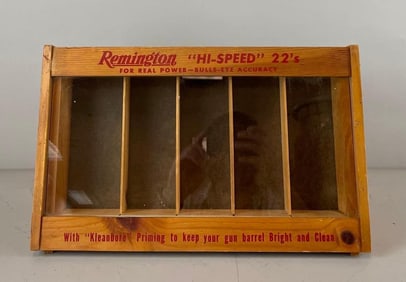 Remington "HI-SPEED" 22's
FOR REAL POWER—BULLS-EYE ACCURACY
With "Kleanbore" Priming to keep your gun barrel Bright and Clean